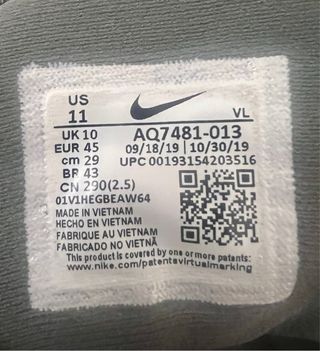 US
11
VL
UK 10
AQ7481-013
EUR 45
09/18/19 | 10/30/19
cm 29
UPC 00193154203516
BR 43
CN 290(2.5)
01V1HEGBEAW64
MADE IN VIETNAM
HECHO EN VIETNAM
FABRIQUE AU VIETNAM
FABRICADO NO VIETNÃ
This product is covered by one or more patents:
www.nike.com/patentsvirtualmarking